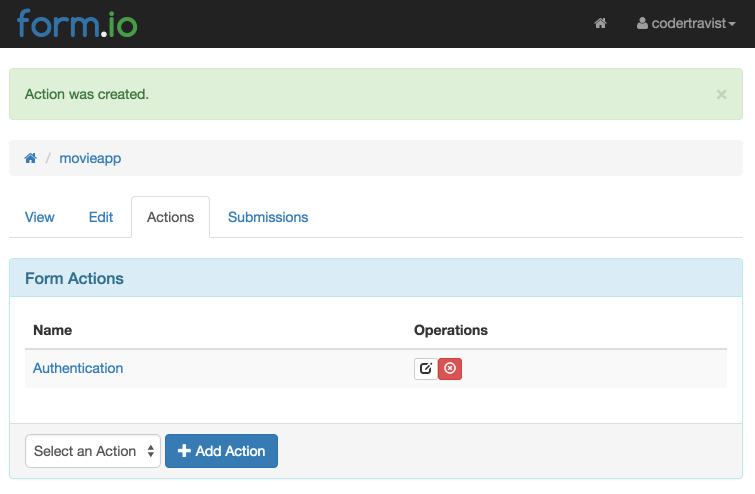 form.io
codertravist
Action was created.
×
/ movieapp
View Edit Actions Submissions
Form Actions
Name Operations
Authentication
Select an Action Add Action